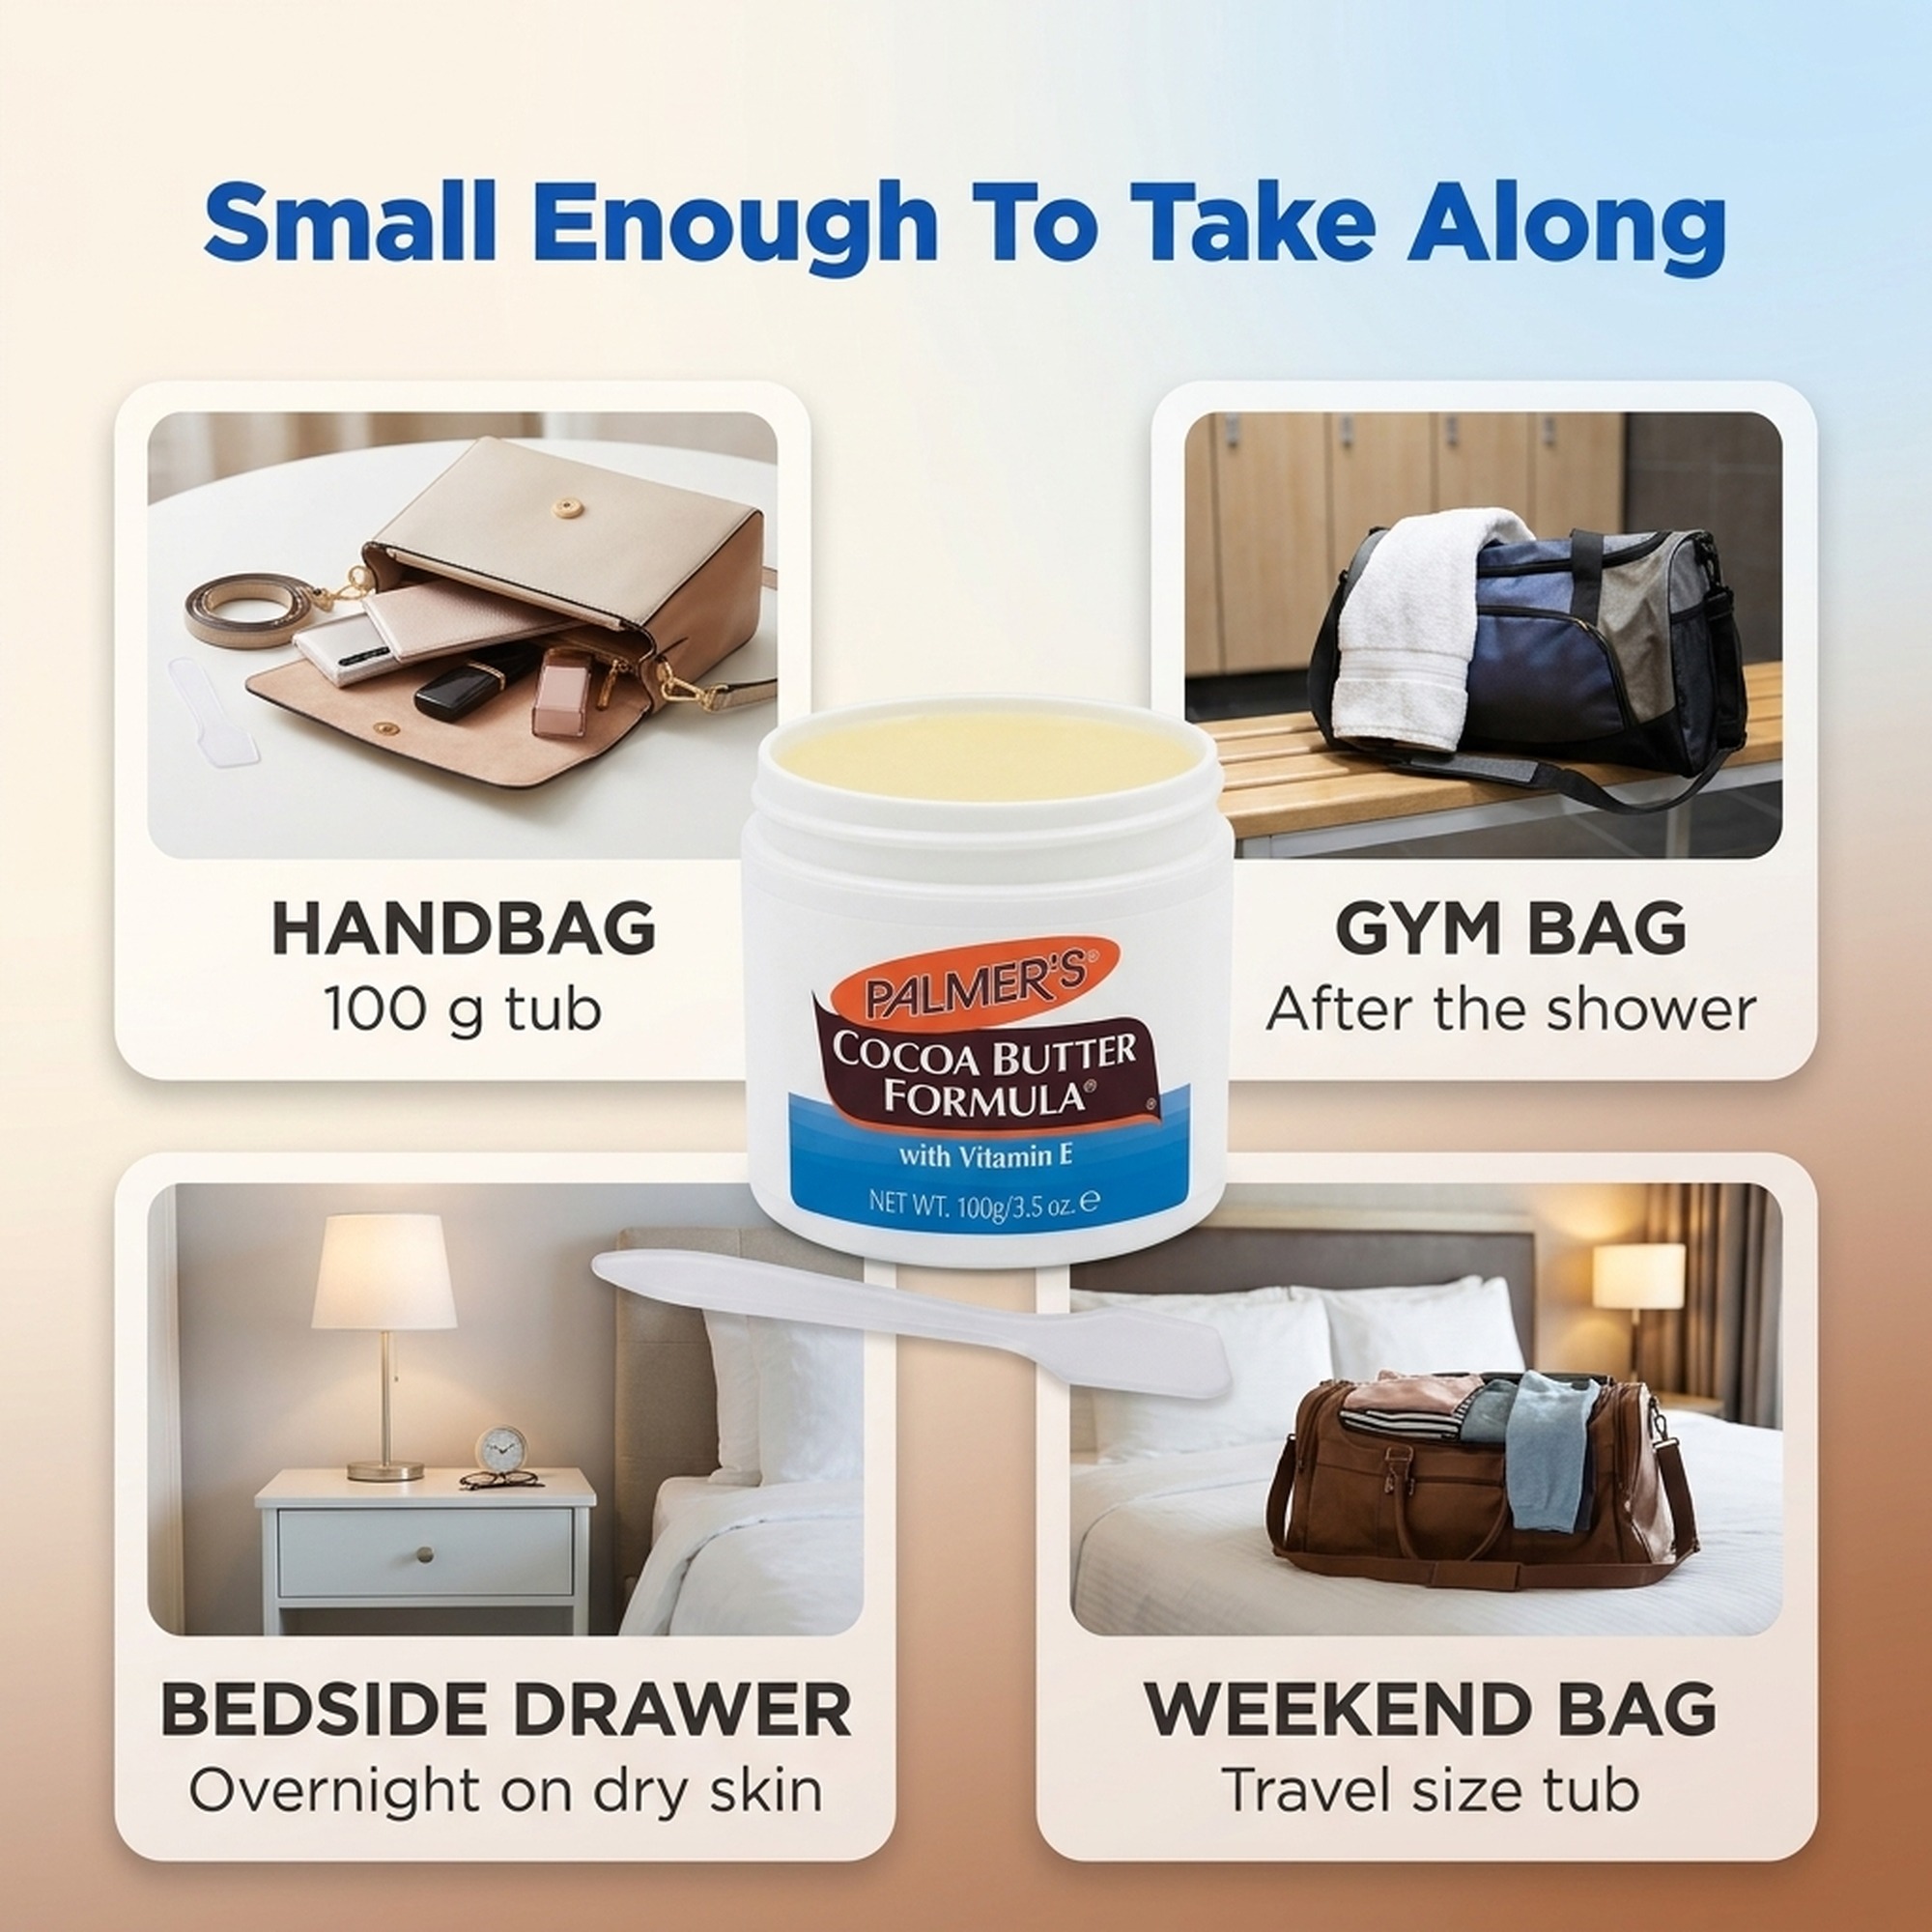 Small Enough To Take Along
HANDBAG
100 g tub
GYM BAG
After the shower
PALMER'S®
COCOA BUTTER
FORMULA®
®
with Vitamin E
NET WT. 100g/3.5 oz. ℮
BEDSIDE DRAWER
Overnight on dry skin
WEEKEND BAG
Travel size tub